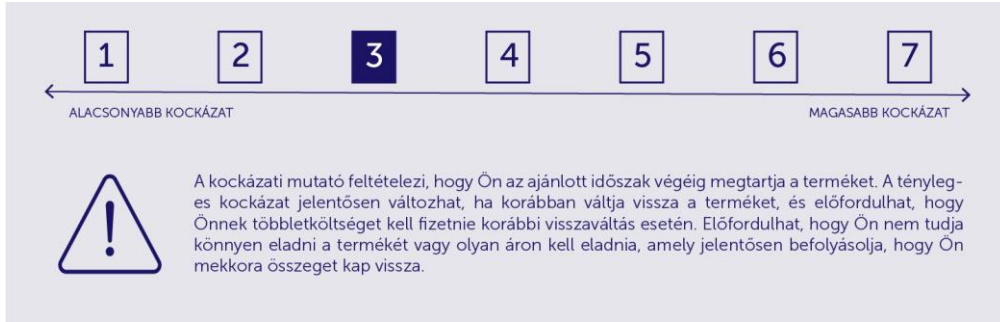 1 2 3 4 5 6 7
ALACSONYABB KOCKÁZAT MAGASABB KOCKÁZAT
A kockázati mutató feltételezi, hogy Ön az ajánlott időszak végéig megtartja a terméket. A tényleg-
es kockázat jelentősen változhat, ha korábban váltja vissza a terméket, és előfordulhat, hogy
Önnek többletköltséget kell fizetnie korábbi visszaváltás esetén. Előfordulhat, hogy Ön nem tudja
könnyen eladni a termékét vagy olyan áron kell eladnia, amely jelentősen befolyásolja, hogy Ön
mekkora összeget kap vissza.